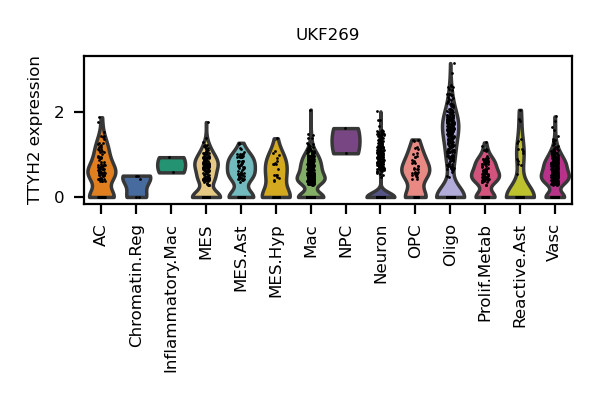 UKF269
TTYH2 expression
2
0
AC
Chromatin.Reg
Inflammatory.Mac
MES
MES.Ast
MES.Hyp
Mac
NPC
Neuron
OPC
Oligo
Prolif.Metab
Reactive.Ast
Vasc